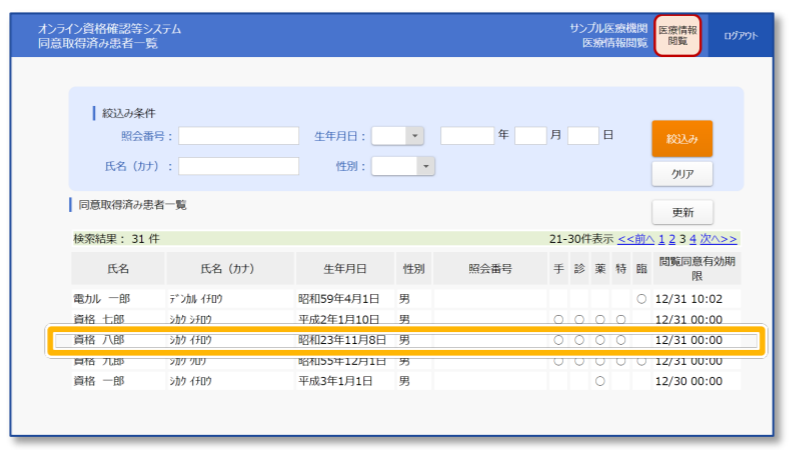 オンライン資格確認等システム
同意取得済み患者一覧
サンプル医療機関
医療情報閲覧
医療情報
閲覧
ログアウト
絞込み条件
照会番号：
生年月日：
年
月
日
絞込み
氏名（カナ）：
性別：
クリア
同意取得済み患者一覧
更新
検索結果： 31 件
21-30件表示 <<前へ 1 2 3 4 次へ>>
氏名 氏名（カナ） 生年月日 性別 照会番号 手 診 薬 特 臨 閲覧同意有効期限
電カル 一郎 ﾃﾞﾝｶﾙ ｲﾁﾛｳ 昭和59年4月1日 男 ○ 12/31 10:02
資格 七郎 ｼｶｸ ｼﾁﾛｳ 平成2年1月10日 男 ○ ○ ○ ○ 12/31 00:00
資格 八郎 ｼｶｸ ｲﾁﾛｳ 昭和23年11月8日 男 ○ ○ ○ ○ 12/31 00:00
資格 九郎 ｼｶｸ ｸﾛｳ 昭和55年12月1日 男 ○ ○ ○ ○ ○ 12/31 00:00
資格 一郎 ｼｶｸ ｲﾁﾛｳ 平成3年1月1日 男 ○ 12/30 00:00